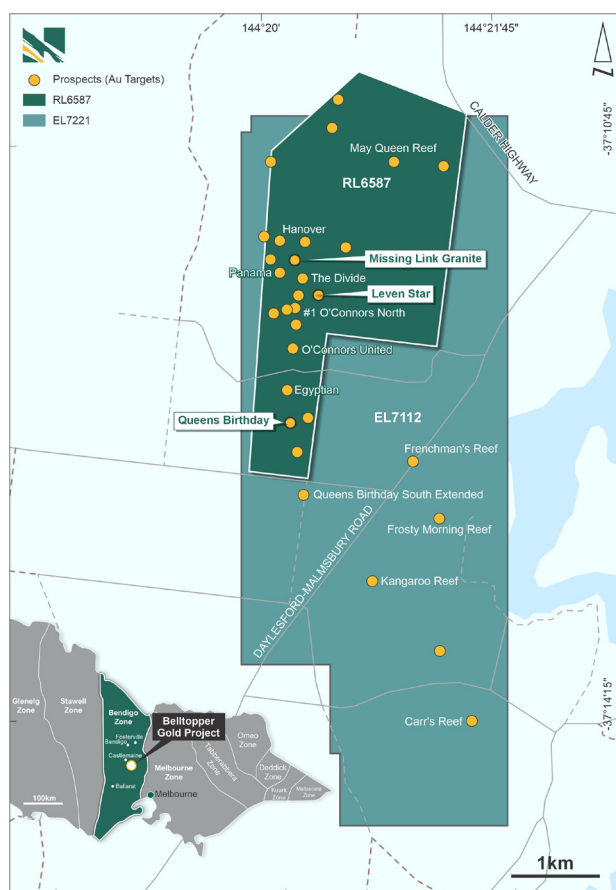 144°20'
144°21'45"
Prospects (Au Targets)
RL6587
EL7221
-37°10'45"
CALDER HIGHWAY
May Queen Reef
RL6587
Hanover
Missing Link Granite
Panama
The Divide
Leven Star
#1 O'Connors North
O'Connors United
Egyptian
EL7112
Queens Birthday
Frenchman's Reef
Queens Birthday South Extended
DAYLESFORD-MALMSBURY ROAD
Frosty Morning Reef
Kangaroo Reef
-37°14'15"
Carr's Reef
Glenelg
Zone
Stawell
Zone
Bendigo
Zone
Belltopper
Gold Project
Fosterville
Bendigo
Castlemaine
Ballarat
Melbourne
Zone
Melbourne
Tabberabbera
Zone
Omeo
Zone
Deddick
Zone
Kuark
Zone
Mallacoota
Zone
100km
1km
Z